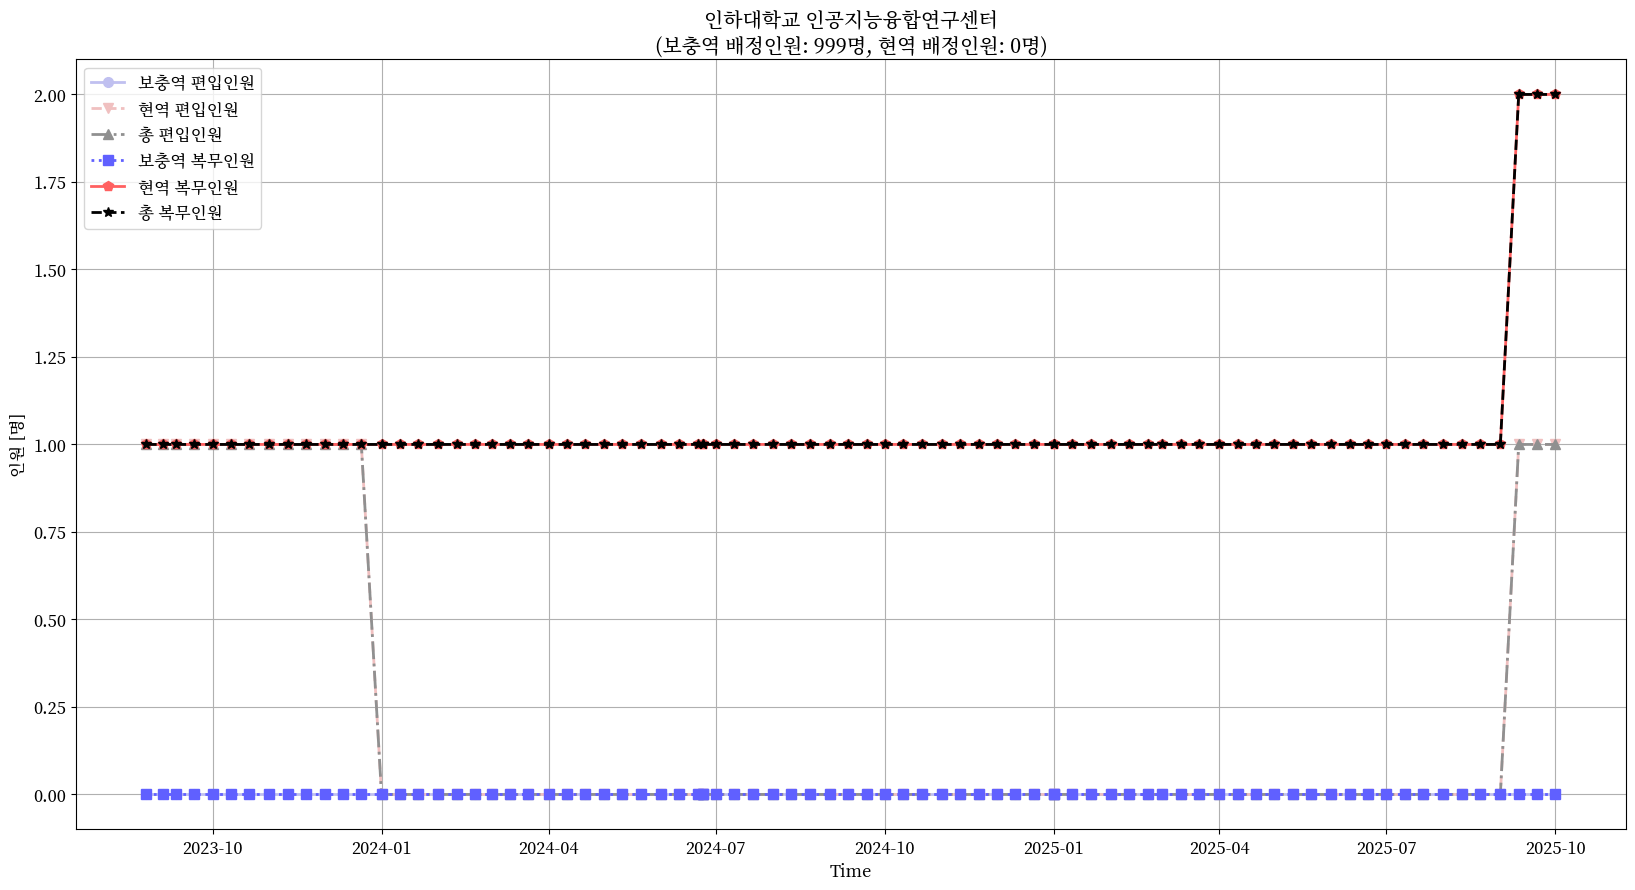 인하대학교 인공지능융합연구센터
(보충역 배정인원: 999명, 현역 배정인원: 0명)
보충역 편입인원
현역 편입인원
총 편입인원
보충역 복무인원
현역 복무인원
총 복무인원
2.00
1.75
1.50
1.25
1.00
0.75
0.50
0.25
0.00
인원 [명]
2023-10
2024-01
2024-04
2024-07
2024-10
2025-01
2025-04
2025-07
2025-10
Time